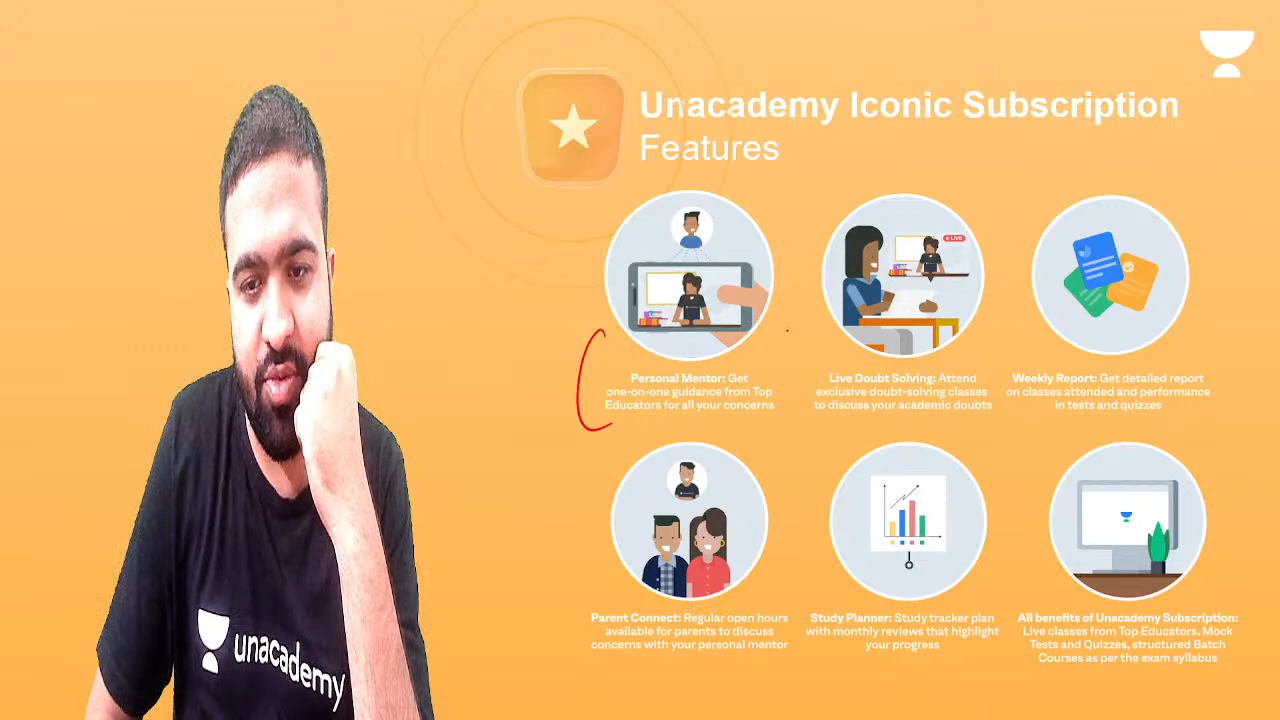 Unacademy Iconic Subscription
Features
LIVE
Personal Mentor: Get
one-on-one guidance from Top
Educators for all your concerns
Live Doubt Solving: Attend
exclusive doubt-solving classes
to discuss your academic doubts
Weekly Report: Get detailed report
on classes attended and performance
in tests and quizzes
Parent Connect: Regular open hours
available for parents to discuss
concerns with your personal mentor
Study Planner: Study tracker plan
with monthly reviews that highlight
your progress
All benefits of Unacademy Subscription:
Live classes from Top Educators, Mock
Tests and Quizzes, structured Batch
Courses as per the exam syllabus
unacademy